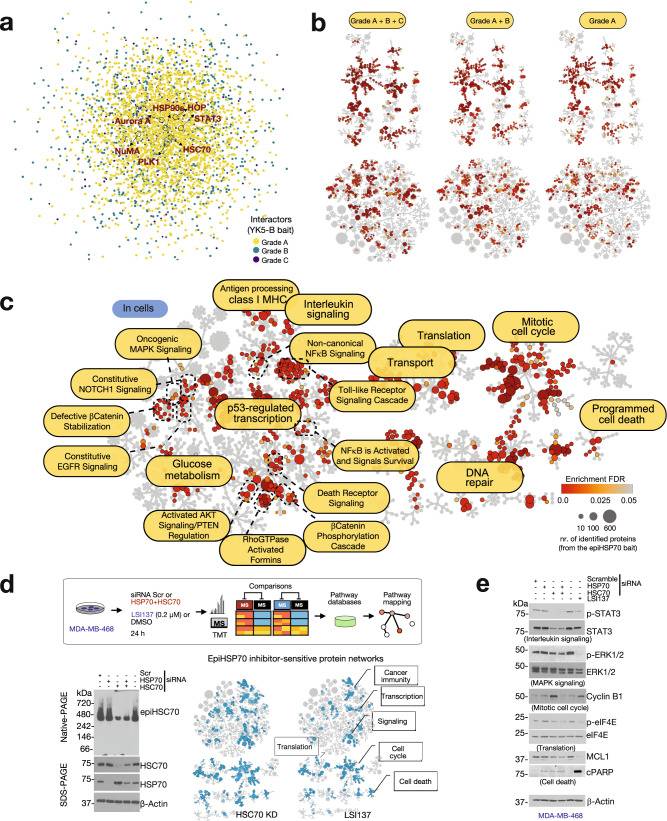 a
HSP90s HOP
Aurora A
STAT3
NuMA
HSC70
PLK1
Interactors
(YK5-B bait)
Grade A
Grade B
Grade C
b
Grade A + B + C
Grade A + B
Grade A
c
In cells
Antigen processing
class I MHC
Interleukin
signaling
Oncogenic
MAPK Signaling
Non-canonical
NFκB Signaling
Translation
Transport
Mitotic
cell cycle
Constitutive
NOTCH1 Signaling
Toll-like Receptor
Signaling Cascade
Defective βCatenin
Stabilization
p53-regulated
transcription
Programmed
cell death
Constitutive
EGFR Signaling
NFκB is Activated
and Signals Survival
Glucose
metabolism
DNA
repair
Death Receptor
Signaling
Activated AKT
Signaling/PTEN
Regulation
RhoGTPase
Activated
Formins
βCatenin
Phosphorylation
Cascade
Enrichment FDR
0.0 0.025 0.05
10 100 600
nr. of identified proteins
(from the epiHSP70 bait)
d
MDA-MB-468
siRNA Scr or
HSP70+HSC70
LSI137 (0.2 μM) or
DMSO
24 h
MS
TMT
Comparisons
MS MS MS MS
Pathway
databases
Pathway
mapping
EpiHSP70 inhibitor-sensitive protein networks
Scr
HSP70
HSC70
siRNA
kDa
Native-PAGE
720
480
242
146
66
epiHSC70
SDS-PAGE
75
HSC70
75
HSP70
37
β-Actin
HSC70 KD
LSI137
Cancer
immunity
Transcription
Signaling
Translation
Cell
cycle
Cell death
e
Scramble
HSP70
HSC70
LSI137
siRNA
kDa
75
p-STAT3
75
STAT3
(Interleukin signaling)
50
p-ERK1/2
50
ERK1/2
(MAPK signaling)
50
Cyclin B1
(Mitotic cell cycle)
25
p-eIF4E
25
eIF4E
(Translation)
37
MCL1
75
cPARP
(Cell death)
37
β-Actin
MDA-MB-468